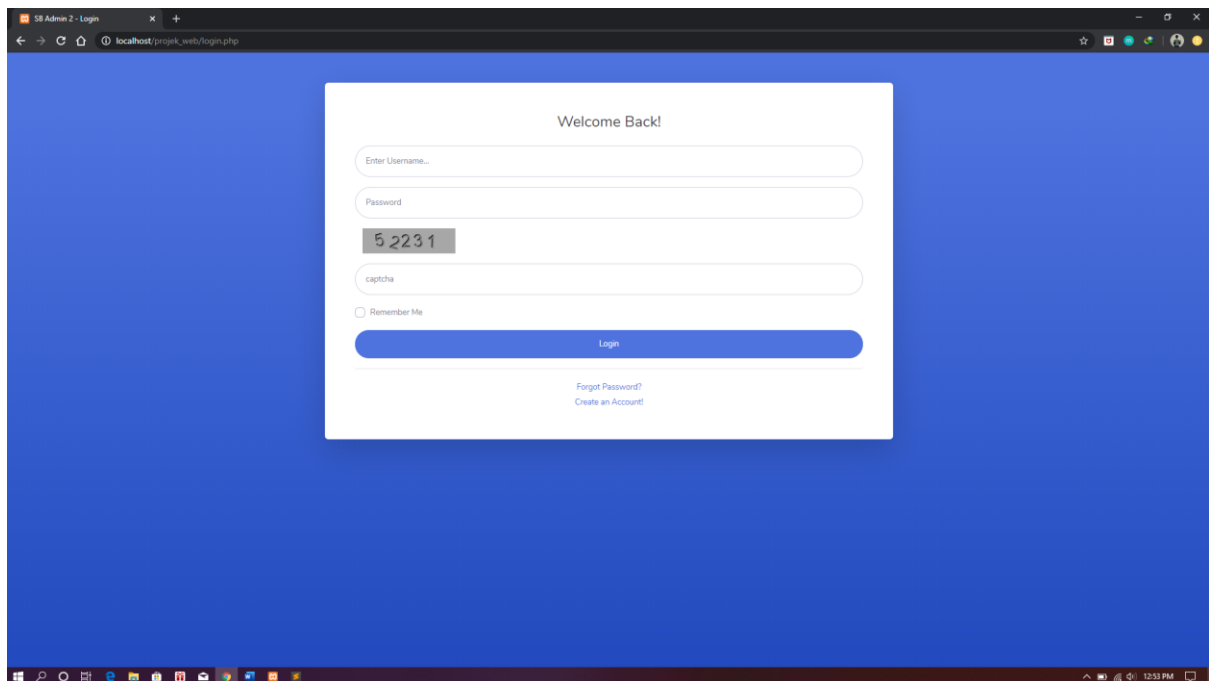 SB Admin 2 - Login
localhost/projek_web/login.php
Welcome Back!
Enter Username...
Password
52231
captcha
Remember Me
Login
Forgot Password?
Create an Account!
12:53 PM